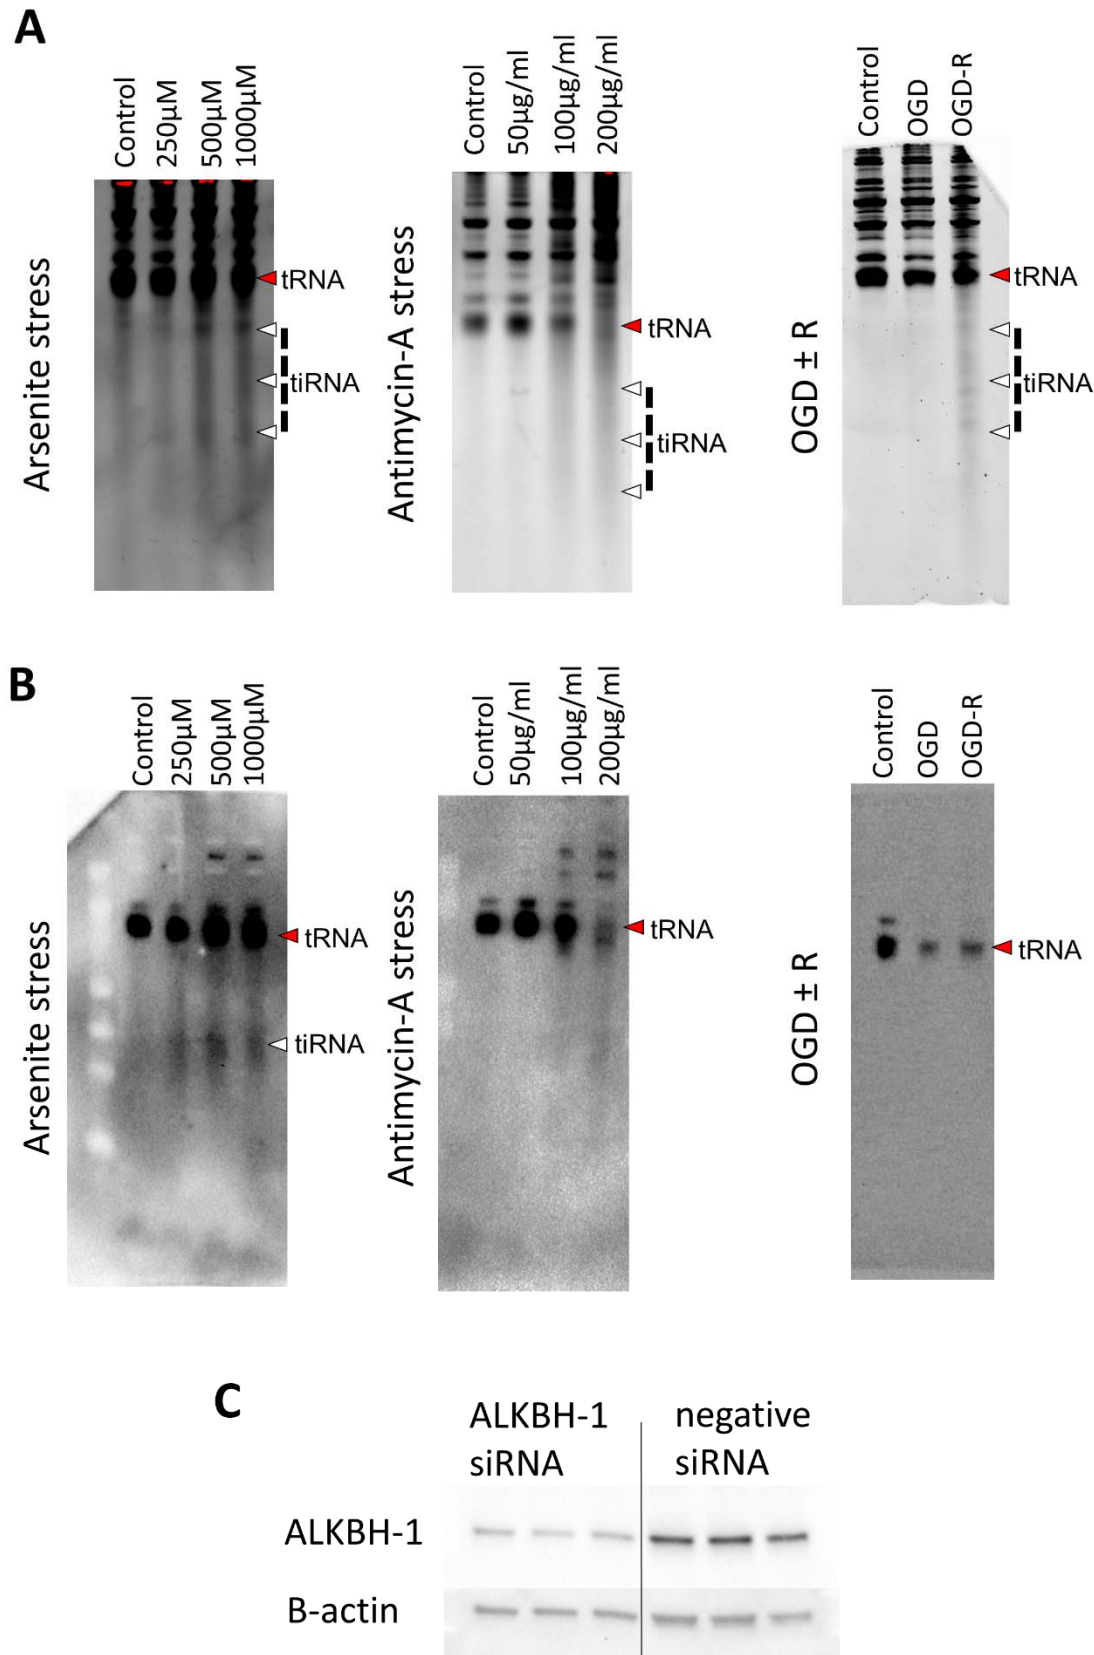 A
Control
250µM
500µM
1000µM
Arsenite stress
tRNA
tiRNA
Control
50µg/ml
100µg/ml
200µg/ml
Antimycin-A stress
tRNA
tiRNA
Control
OGD
OGD-R
OGD ± R
tRNA
tiRNA
B
Control
250µM
500µM
1000µM
Arsenite stress
tRNA
tiRNA
Control
50µg/ml
100µg/ml
200µg/ml
Antimycin-A stress
tRNA
Control
OGD
OGD-R
OGD ± R
tRNA
C
ALKBH-1
siRNA
negative
siRNA
ALKBH-1
B-actin